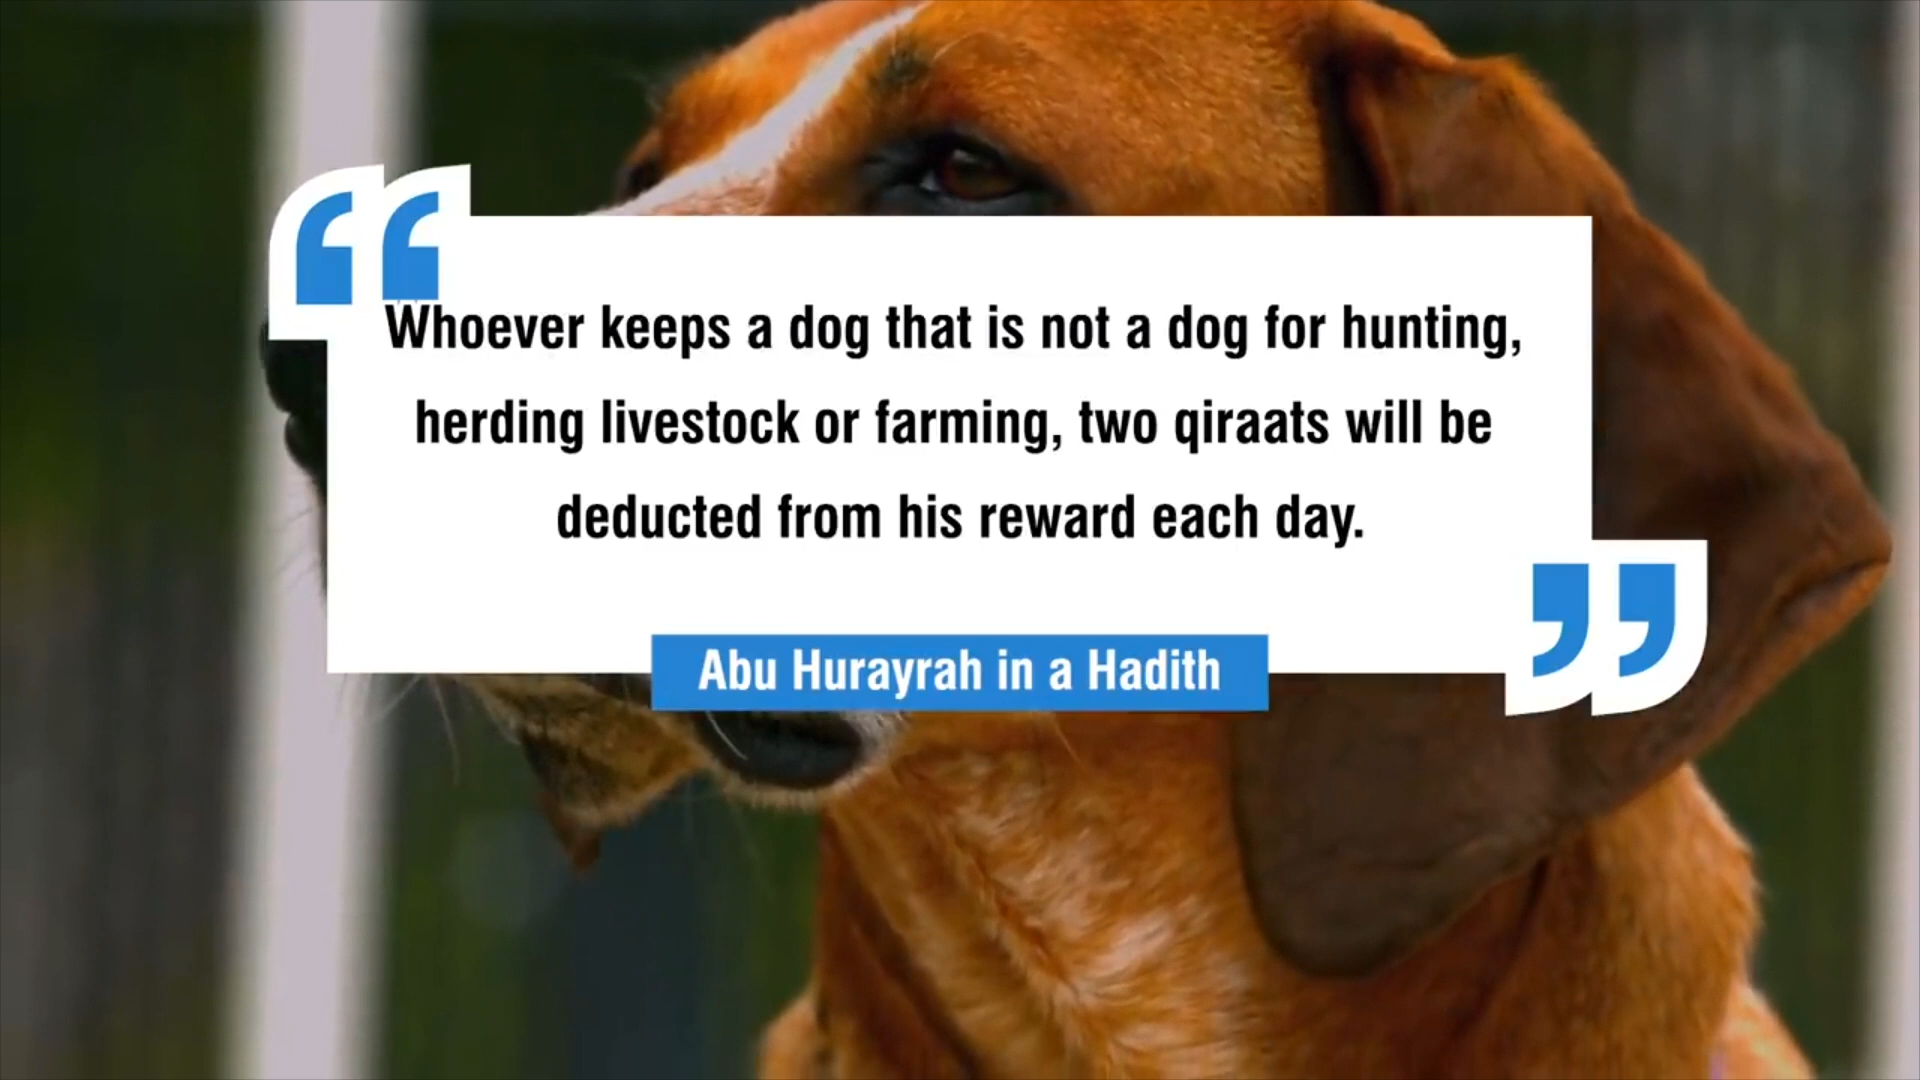 Whoever keeps a dog that is not a dog for hunting,
herding livestock or farming, two qiraats will be
deducted from his reward each day.
Abu Hurayrah in a Hadith